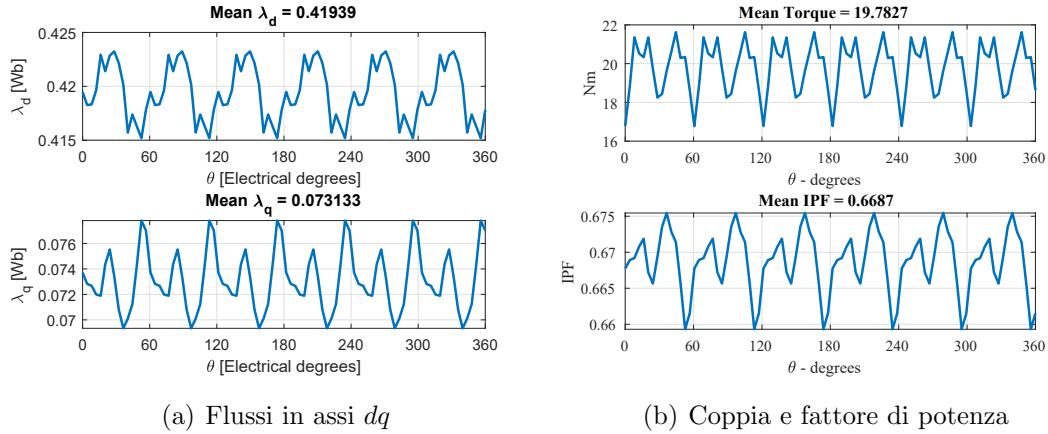 Mean λd = 0.41939
0.425
0.42
0.415
λd [Wb]
0 60 120 180 240 300 360
θ [Electrical degrees]
Mean λq = 0.073133
0.076
0.074
0.072
0.07
λq [Wb]
0 60 120 180 240 300 360
θ [Electrical degrees]
(a) Flussi in assi dq
Mean Torque = 19.7827
22
20
18
16
Nm
0 60 120 180 240 300 360
θ - degrees
Mean IPF = 0.6687
0.675
0.67
0.665
0.66
IPF
0 60 120 180 240 300 360
θ - degrees
(b) Coppia e fattore di potenza